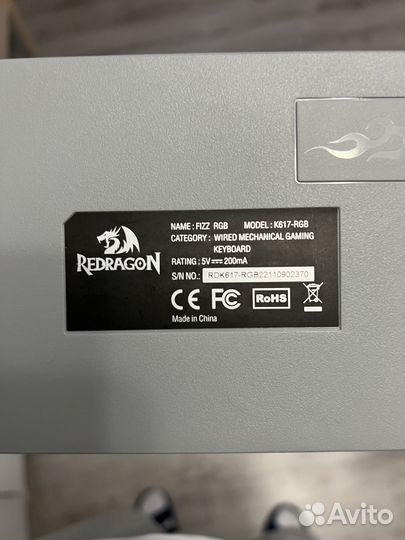 REDRAGON
NAME : FIZZ RGB MODEL : K617-RGB
CATEGORY : WIRED MECHANICAL GAMING
KEYBOARD
RATING : 5V⎓200mA
S/N NO.: RDK617-RGB22110902370
CE FC RoHS
Made in China
Avito